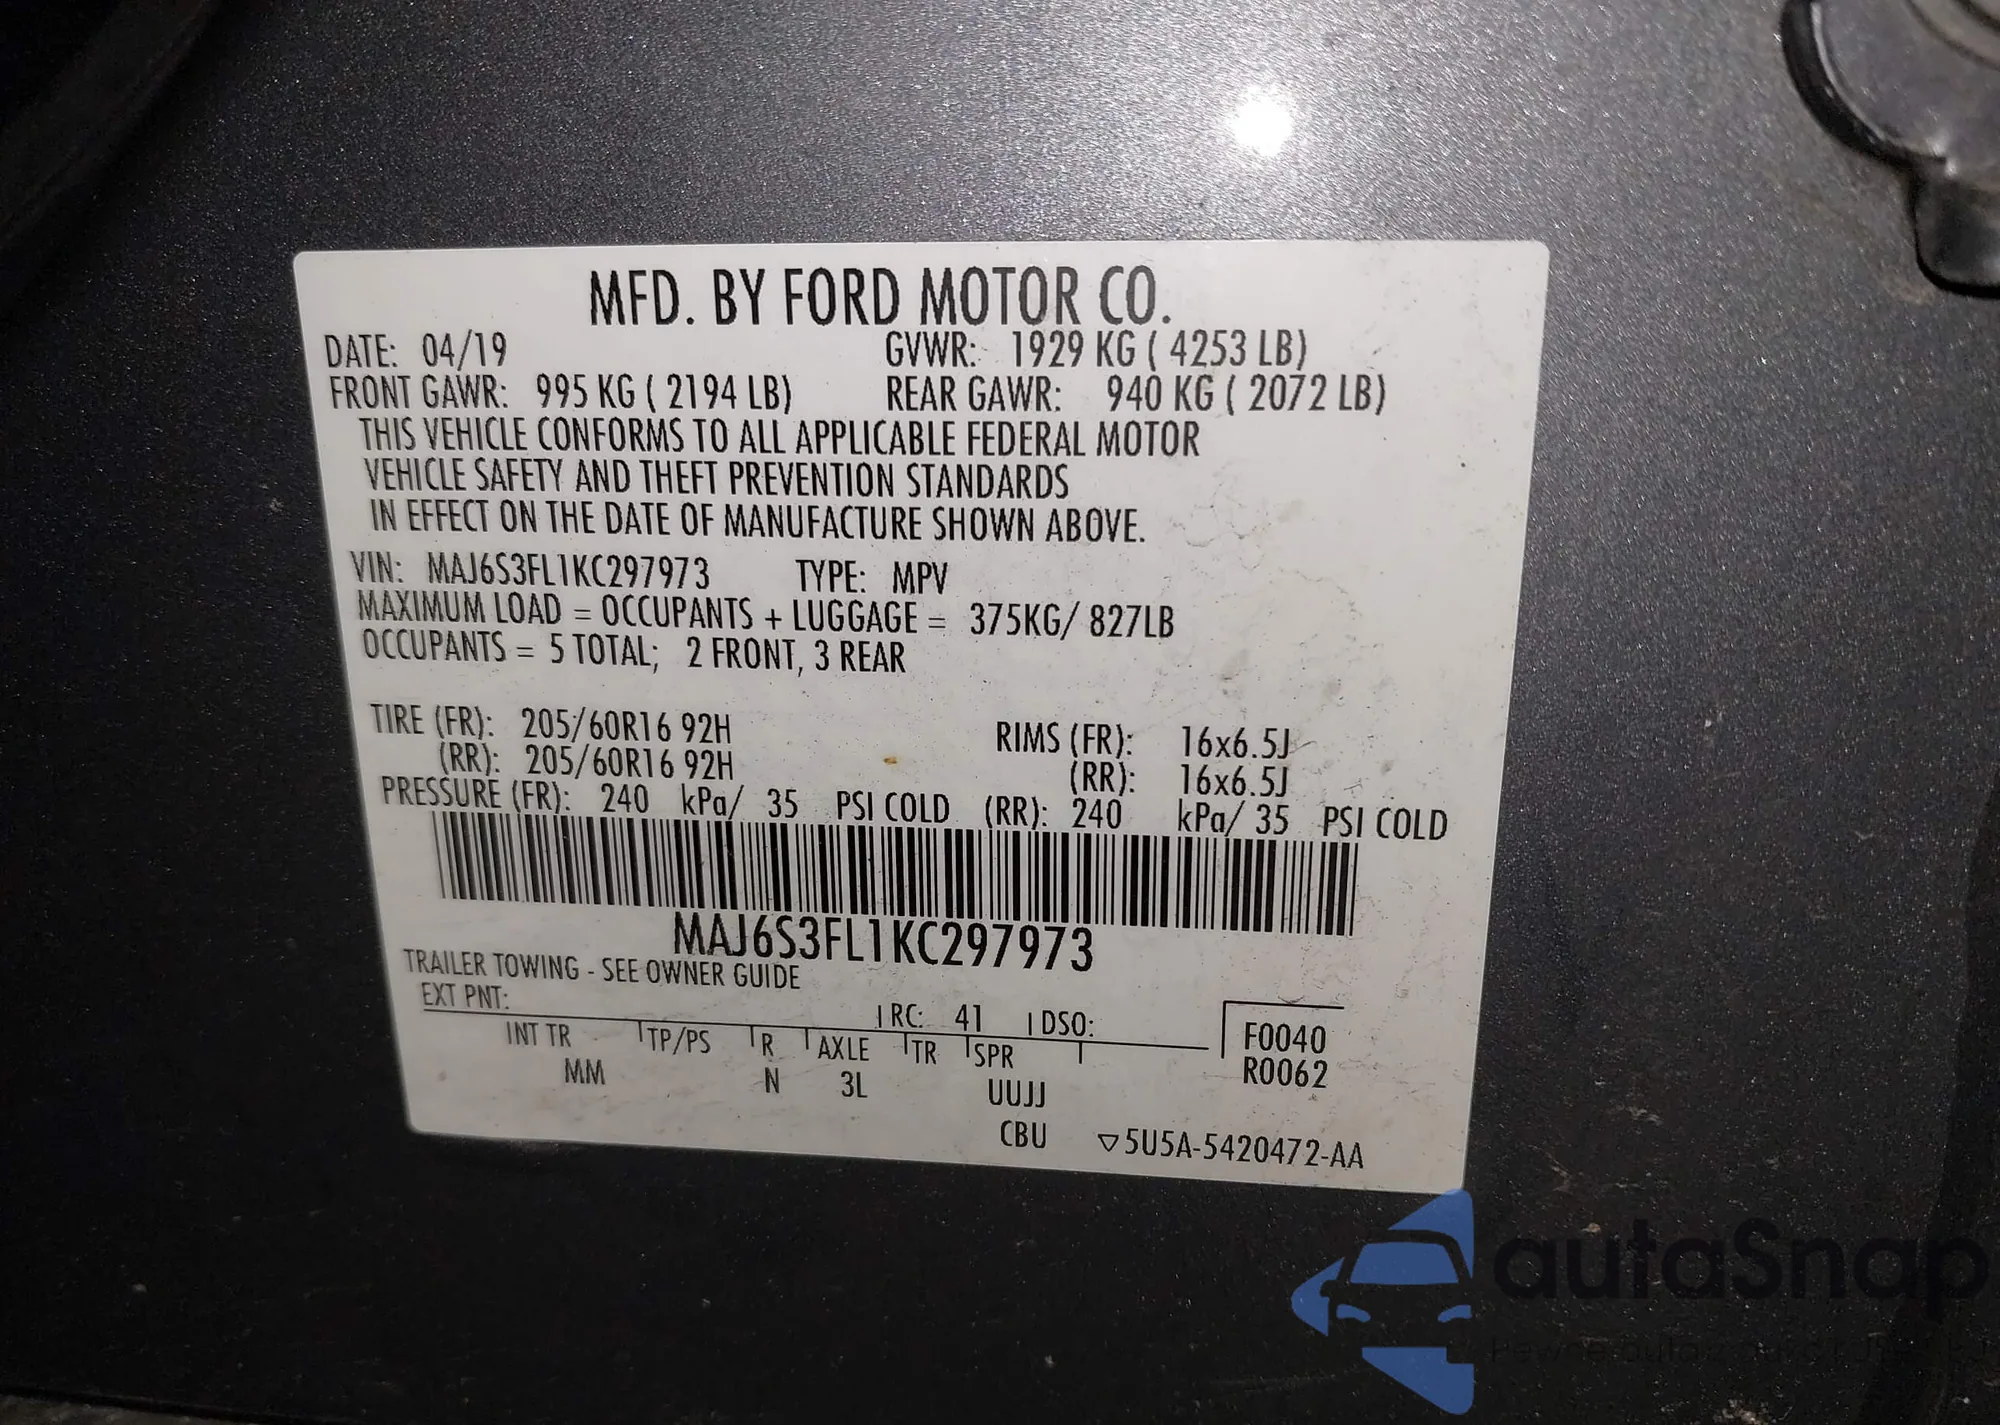 MFD. BY FORD MOTOR CO.
DATE: 04/19 GVWR: 1929 KG ( 4253 LB)
FRONT GAWR: 995 KG ( 2194 LB) REAR GAWR: 940 KG ( 2072 LB)
THIS VEHICLE CONFORMS TO ALL APPLICABLE FEDERAL MOTOR
VEHICLE SAFETY AND THEFT PREVENTION STANDARDS
IN EFFECT ON THE DATE OF MANUFACTURE SHOWN ABOVE.
VIN: MAJ6S3FL1KC297973 TYPE: MPV
MAXIMUM LOAD = OCCUPANTS + LUGGAGE = 375KG/ 827LB
OCCUPANTS = 5 TOTAL; 2 FRONT, 3 REAR
TIRE (FR): 205/60R16 92H RIMS (FR): 16x6.5J
(RR): 205/60R16 92H (RR): 16x6.5J
PRESSURE (FR): 240 kPa/ 35 PSI COLD (RR): 240 kPa/ 35 PSI COLD
MAJ6S3FL1KC297973
TRAILER TOWING - SEE OWNER GUIDE
EXT PNT: RC: 41 DSO:
INT TR TP/PS R AXLE TR SPR F0040
MM N 3L UUJJ R0062
CBU ▽5U5A-5420472-AA
autaSnap
Pewne auta z aukcji